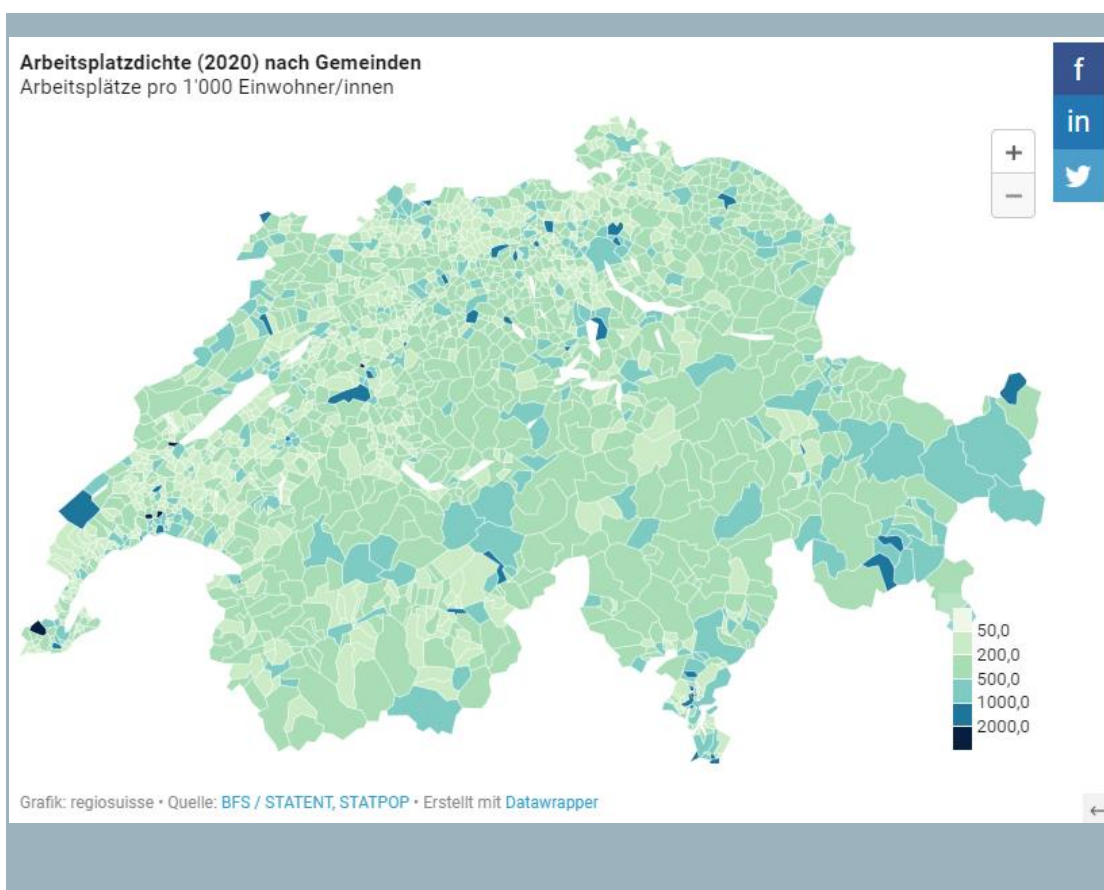 Arbeitsplatzdichte (2020) nach Gemeinden
Arbeitsplätze pro 1'000 Einwohner/innen
f
in
+
−
50,0
200,0
500,0
1000,0
2000,0
Grafik: regiosuisse • Quelle: BFS / STATENT, STATPOP • Erstellt mit Datawrapper